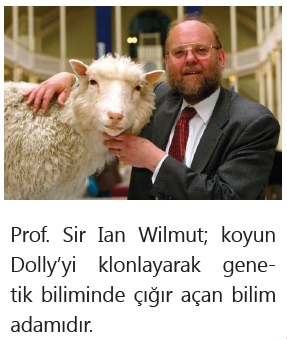 Prof. Sir Ian Wilmut; koyun
Dolly’yi klonlayarak gene-
tik biliminde çığır açan bilim
adamıdır.